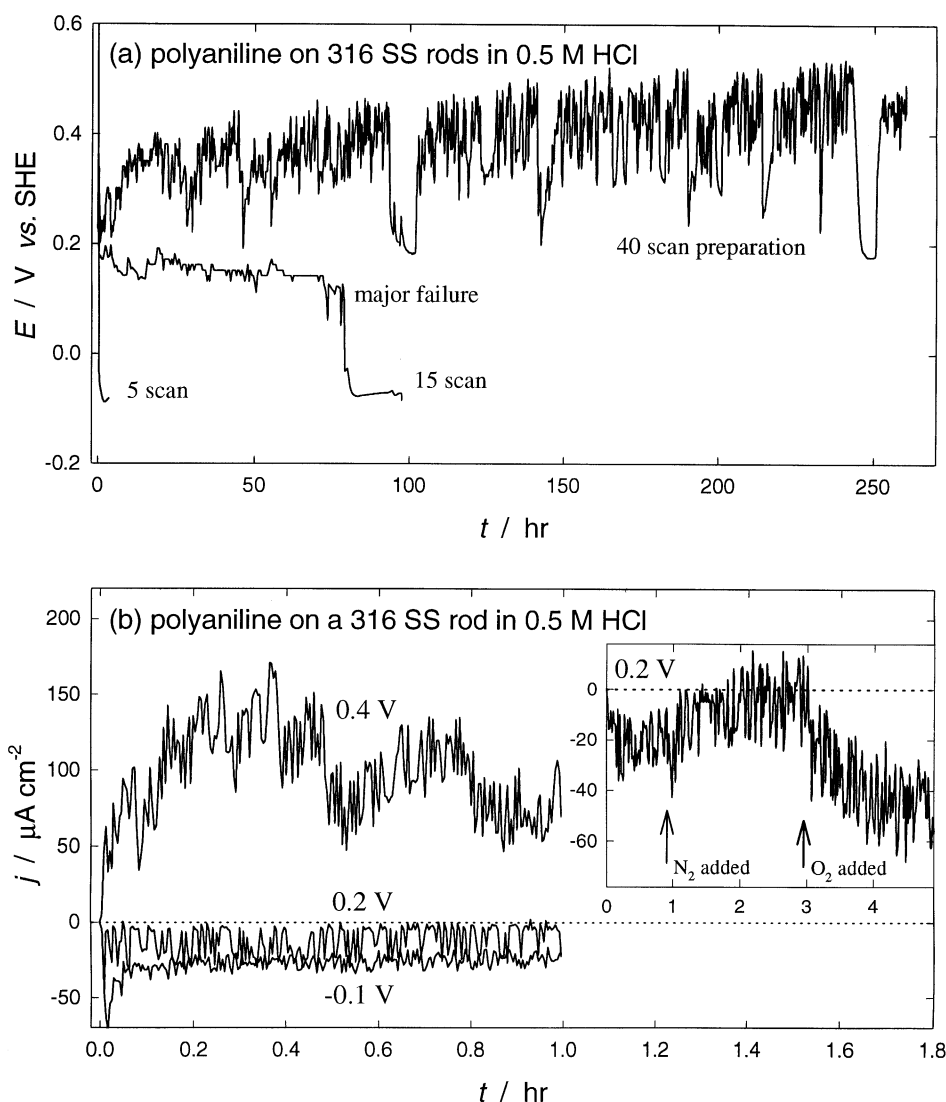 (a) polyaniline on 316 SS rods in 0.5 M HCl
0.6
0.4
0.2
0.0
-0.2
E / V vs. SHE
40 scan preparation
major failure
5 scan
15 scan
0 50 100 150 200 250
t / hr
(b) polyaniline on a 316 SS rod in 0.5 M HCl
200
150
100
50
0
-50
j / μA cm⁻²
0.4 V
0.2 V
-0.1 V
0.2 V
0
-20
-40
-60
N₂ added
O₂ added
0 1 2 3 4
0.0 0.2 0.4 0.6 0.8 1.0 1.2 1.4 1.6 1.8
t / hr